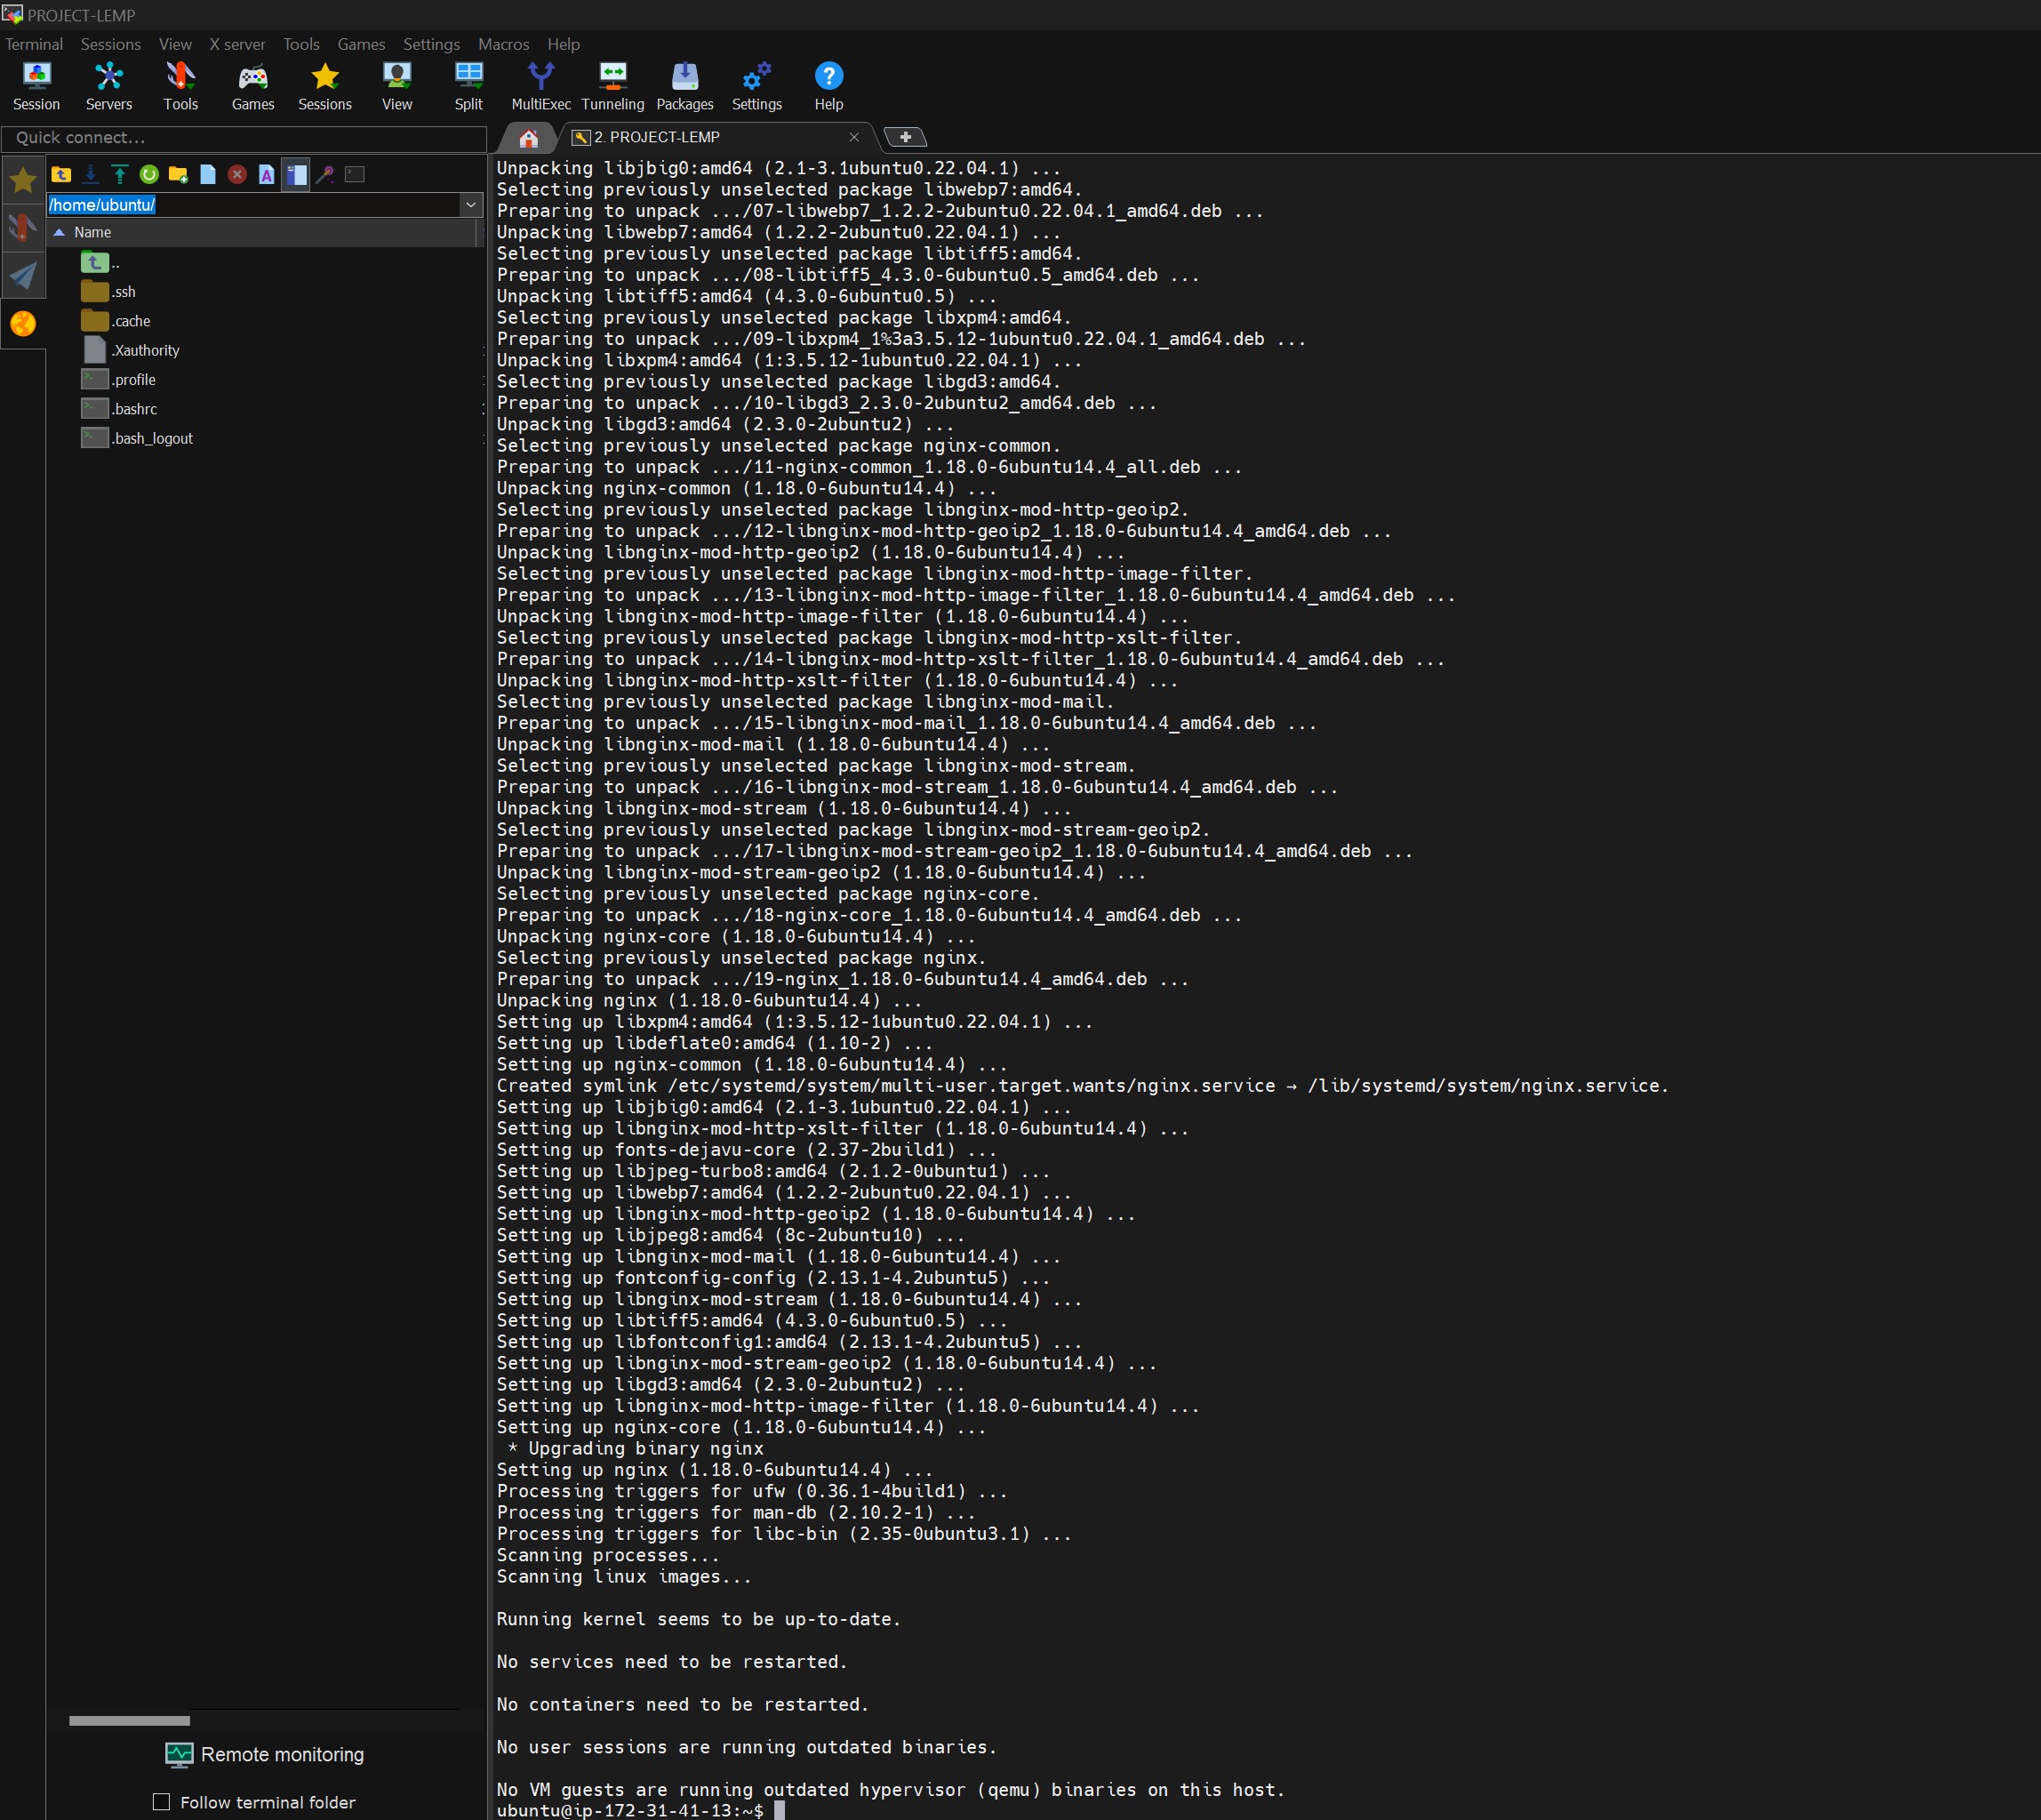 PROJECT-LEMP
Terminal Sessions View X server Tools Games Settings Macros Help
Session Servers Tools Games Sessions View Split MultiExec Tunneling Packages Settings Help
Quick connect...
2. PROJECT-LEMP
/home/ubuntu/
Name
..
.ssh
.cache
.Xauthority
.profile
.bashrc
.bash_logout
Remote monitoring
Follow terminal folder
Unpacking libjbig0:amd64 (2.1-3.1ubuntu0.22.04.1) ...
Selecting previously unselected package libwebp7:amd64.
Preparing to unpack .../07-libwebp7_1.2.2-2ubuntu0.22.04.1_amd64.deb ...
Unpacking libwebp7:amd64 (1.2.2-2ubuntu0.22.04.1) ...
Selecting previously unselected package libtiff5:amd64.
Preparing to unpack .../08-libtiff5_4.3.0-6ubuntu0.5_amd64.deb ...
Unpacking libtiff5:amd64 (4.3.0-6ubuntu0.5) ...
Selecting previously unselected package libxpm4:amd64.
Preparing to unpack .../09-libxpm4_1%3a3.5.12-1ubuntu0.22.04.1_amd64.deb ...
Unpacking libxpm4:amd64 (1:3.5.12-1ubuntu0.22.04.1) ...
Selecting previously unselected package libgd3:amd64.
Preparing to unpack .../10-libgd3_2.3.0-2ubuntu2_amd64.deb ...
Unpacking libgd3:amd64 (2.3.0-2ubuntu2) ...
Selecting previously unselected package nginx-common.
Preparing to unpack .../11-nginx-common_1.18.0-6ubuntu14.4_all.deb ...
Unpacking nginx-common (1.18.0-6ubuntu14.4) ...
Selecting previously unselected package libnginx-mod-http-geoip2.
Preparing to unpack .../12-libnginx-mod-http-geoip2_1.18.0-6ubuntu14.4_amd64.deb ...
Unpacking libnginx-mod-http-geoip2 (1.18.0-6ubuntu14.4) ...
Selecting previously unselected package libnginx-mod-http-image-filter.
Preparing to unpack .../13-libnginx-mod-http-image-filter_1.18.0-6ubuntu14.4_amd64.deb ...
Unpacking libnginx-mod-http-image-filter (1.18.0-6ubuntu14.4) ...
Selecting previously unselected package libnginx-mod-http-xslt-filter.
Preparing to unpack .../14-libnginx-mod-http-xslt-filter_1.18.0-6ubuntu14.4_amd64.deb ...
Unpacking libnginx-mod-http-xslt-filter (1.18.0-6ubuntu14.4) ...
Selecting previously unselected package libnginx-mod-mail.
Preparing to unpack .../15-libnginx-mod-mail_1.18.0-6ubuntu14.4_amd64.deb ...
Unpacking libnginx-mod-mail (1.18.0-6ubuntu14.4) ...
Selecting previously unselected package libnginx-mod-stream.
Preparing to unpack .../16-libnginx-mod-stream_1.18.0-6ubuntu14.4_amd64.deb ...
Unpacking libnginx-mod-stream (1.18.0-6ubuntu14.4) ...
Selecting previously unselected package libnginx-mod-stream-geoip2.
Preparing to unpack .../17-libnginx-mod-stream-geoip2_1.18.0-6ubuntu14.4_amd64.deb ...
Unpacking libnginx-mod-stream-geoip2 (1.18.0-6ubuntu14.4) ...
Selecting previously unselected package nginx-core.
Preparing to unpack .../18-nginx-core_1.18.0-6ubuntu14.4_amd64.deb ...
Unpacking nginx-core (1.18.0-6ubuntu14.4) ...
Selecting previously unselected package nginx.
Preparing to unpack .../19-nginx_1.18.0-6ubuntu14.4_amd64.deb ...
Unpacking nginx (1.18.0-6ubuntu14.4) ...
Setting up libxpm4:amd64 (1:3.5.12-1ubuntu0.22.04.1) ...
Setting up libdeflate0:amd64 (1.10-2) ...
Setting up nginx-common (1.18.0-6ubuntu14.4) ...
Created symlink /etc/systemd/system/multi-user.target.wants/nginx.service → /lib/systemd/system/nginx.service.
Setting up libjbig0:amd64 (2.1-3.1ubuntu0.22.04.1) ...
Setting up libnginx-mod-http-xslt-filter (1.18.0-6ubuntu14.4) ...
Setting up fonts-dejavu-core (2.37-2build1) ...
Setting up libjpeg-turbo8:amd64 (2.1.2-0ubuntu1) ...
Setting up libwebp7:amd64 (1.2.2-2ubuntu0.22.04.1) ...
Setting up libnginx-mod-http-geoip2 (1.18.0-6ubuntu14.4) ...
Setting up libjpeg8:amd64 (8c-2ubuntu10) ...
Setting up libnginx-mod-mail (1.18.0-6ubuntu14.4) ...
Setting up fontconfig-config (2.13.1-4.2ubuntu5) ...
Setting up libnginx-mod-stream (1.18.0-6ubuntu14.4) ...
Setting up libtiff5:amd64 (4.3.0-6ubuntu0.5) ...
Setting up libfontconfig1:amd64 (2.13.1-4.2ubuntu5) ...
Setting up libnginx-mod-stream-geoip2 (1.18.0-6ubuntu14.4) ...
Setting up libgd3:amd64 (2.3.0-2ubuntu2) ...
Setting up libnginx-mod-http-image-filter (1.18.0-6ubuntu14.4) ...
Setting up nginx-core (1.18.0-6ubuntu14.4) ...
* Upgrading binary nginx
Setting up nginx (1.18.0-6ubuntu14.4) ...
Processing triggers for ufw (0.36.1-4build1) ...
Processing triggers for man-db (2.10.2-1) ...
Processing triggers for libc-bin (2.35-0ubuntu3.1) ...
Scanning processes...
Scanning linux images...
Running kernel seems to be up-to-date.
No services need to be restarted.
No containers need to be restarted.
No user sessions are running outdated binaries.
No VM guests are running outdated hypervisor (qemu) binaries on this host.
ubuntu@ip-172-31-41-13:~$